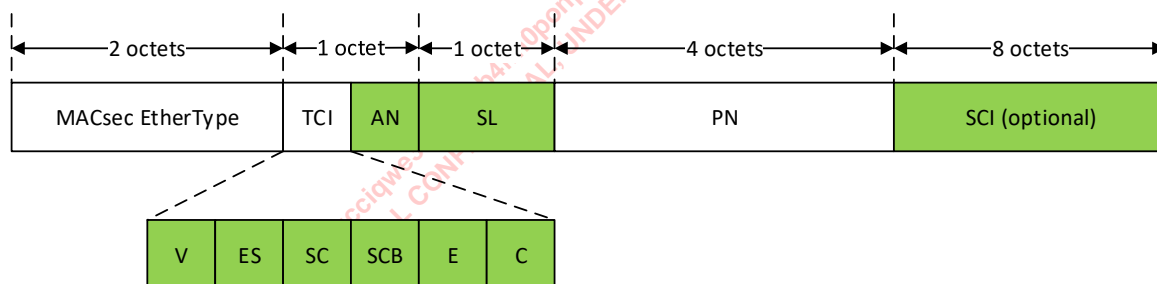 2 octets 1 octet 1 octet 4 octets 8 octets
MACsec EtherType TCI AN SL PN SCI (optional)
V ES SC SCB E C